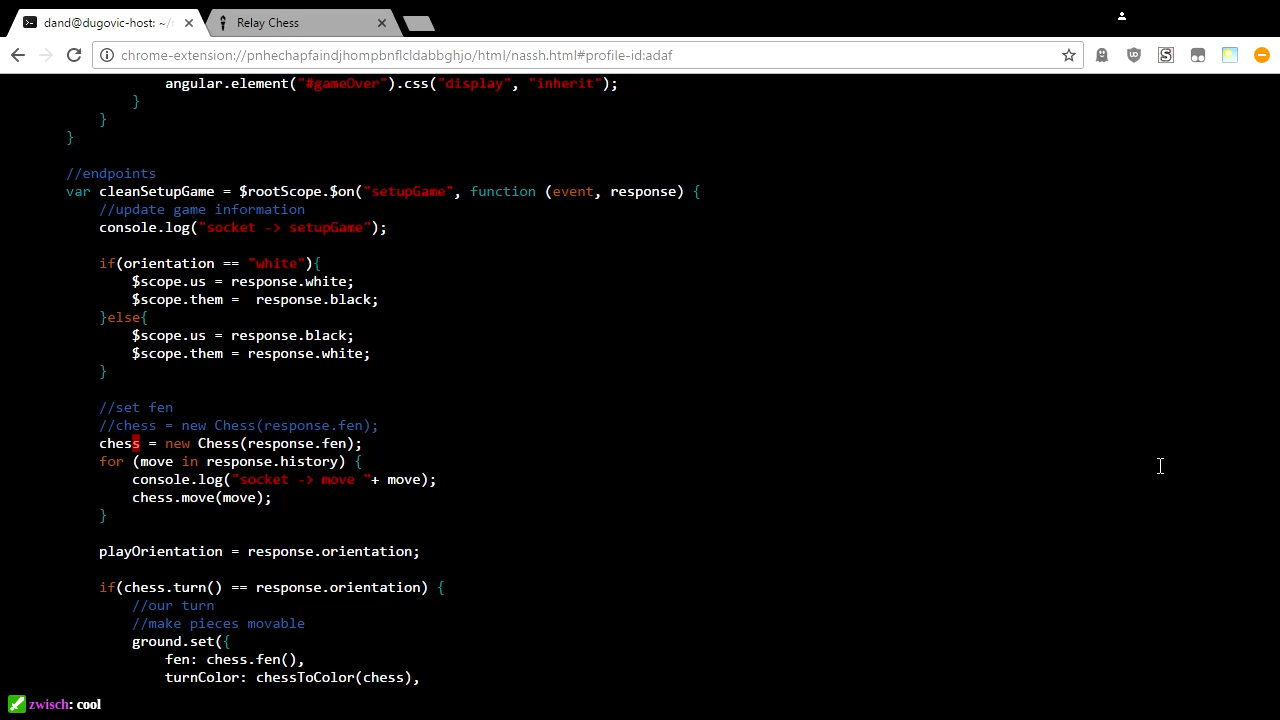 dand@dugovic-host: ~/
Relay Chess
chrome-extension://pnhechapfaindjhompbnflcldabbghjo/html/nassh.html#profile-id:adaf
angular.element("#gameOver").css("display", "inherit");
}
}
}
//endpoints
var cleanSetupGame = $rootScope.$on("setupGame", function (event, response) {
//update game information
console.log("socket -> setupGame");
if(orientation == "white"){
$scope.us = response.white;
$scope.them =  response.black;
}else{
$scope.us = response.black;
$scope.them = response.white;
}
//set fen
//chess = new Chess(response.fen);
chess = new Chess(response.fen);
for (move in response.history) {
console.log("socket -> move "+ move);
chess.move(move);
}
playOrientation = response.orientation;
if(chess.turn() == response.orientation) {
//our turn
//make pieces movable
ground.set({
fen: chess.fen(),
turnColor: chessToColor(chess),
zwisch: cool